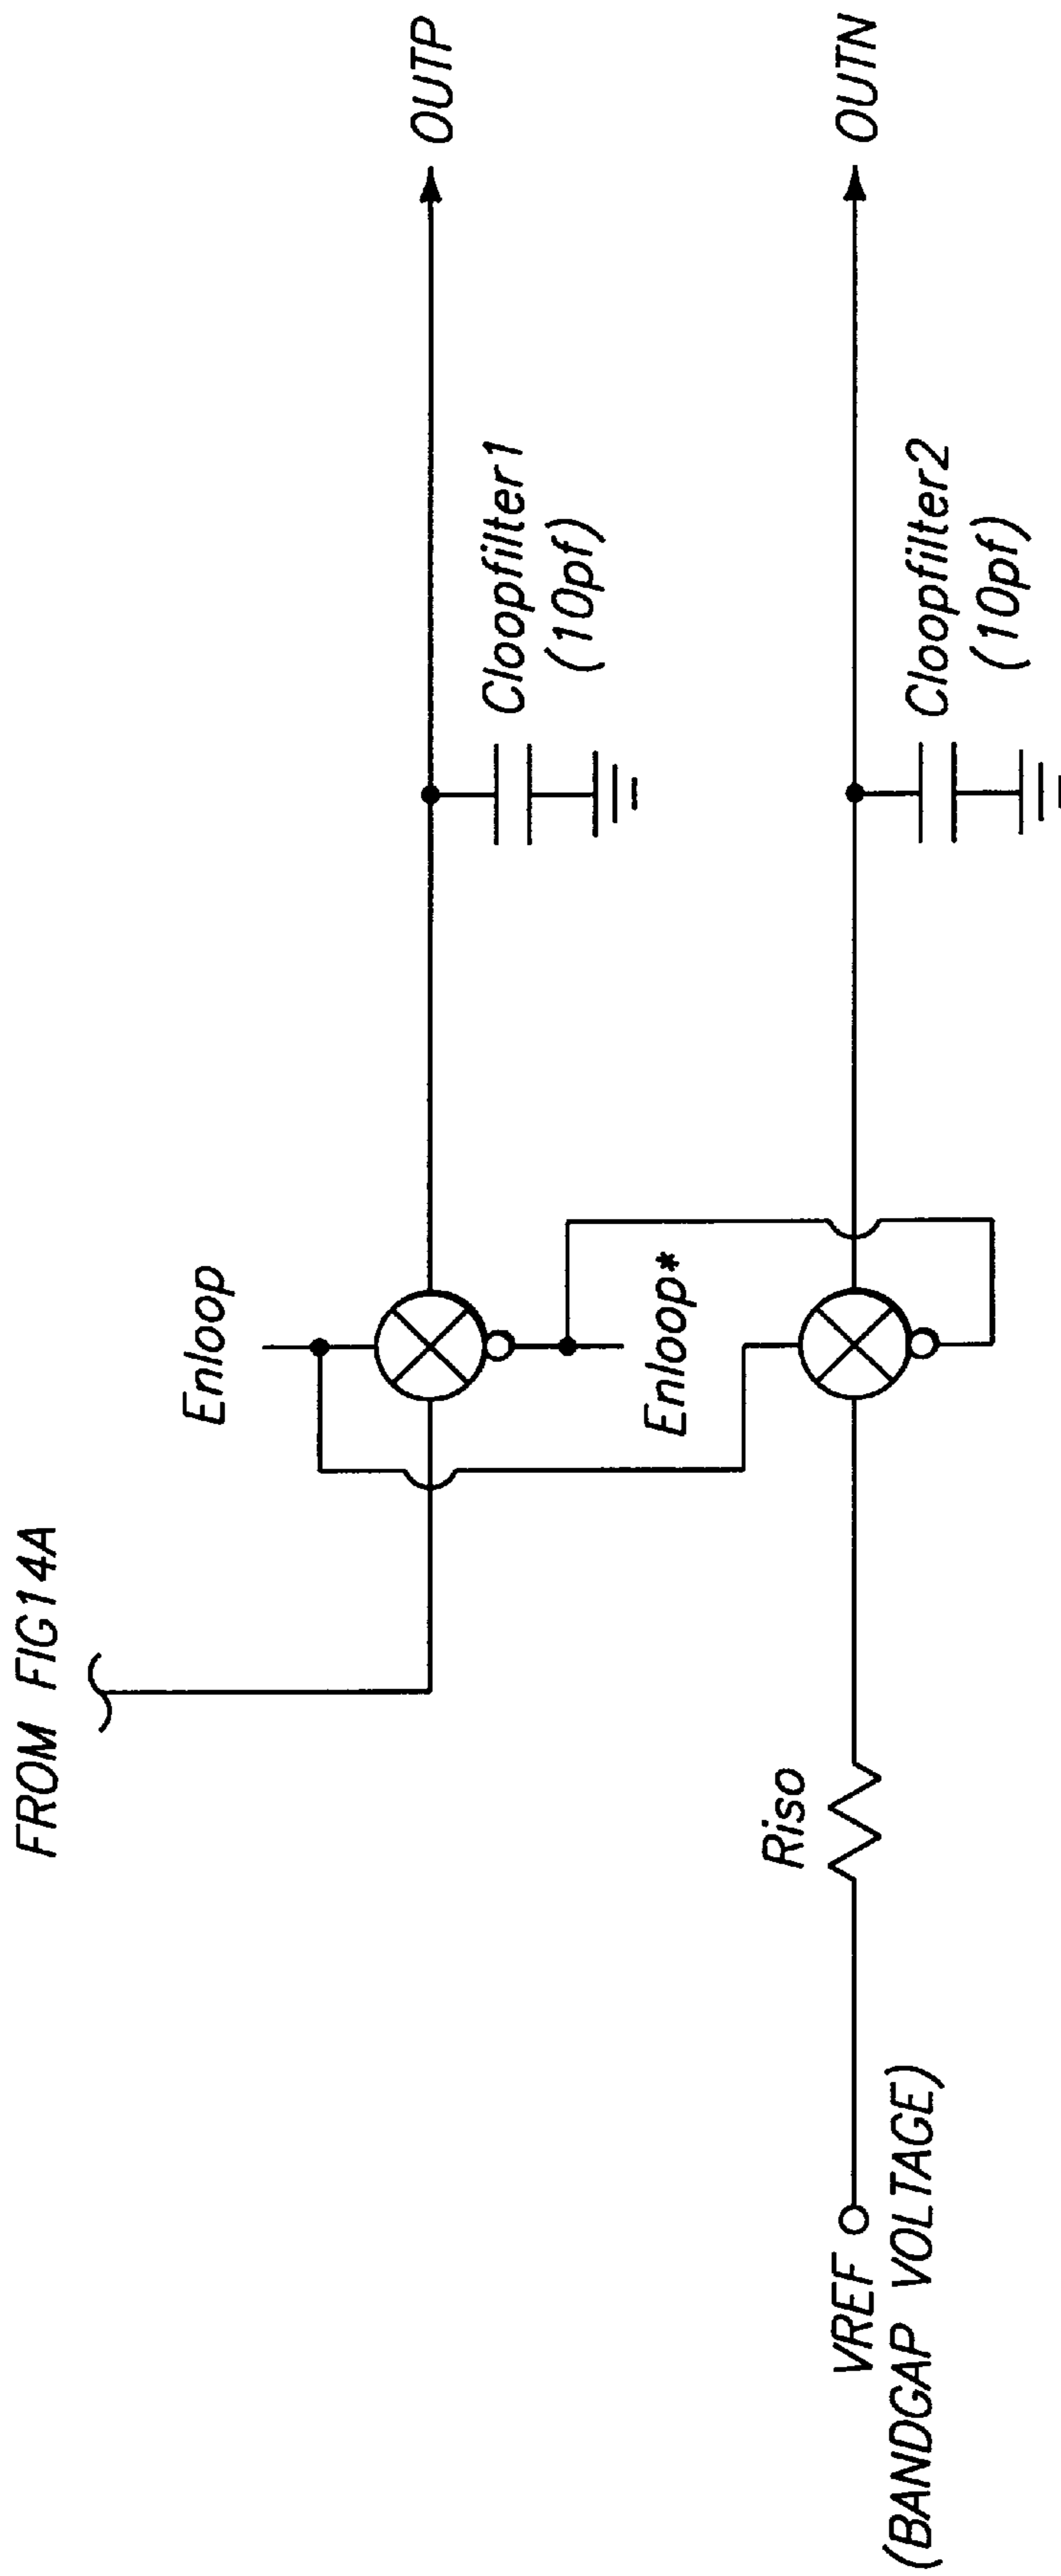 FROM FIG14A
Enloop
OUTP
Cloopfilter1
(10pf)
Enloop*
Riso
OUTN
VREF
(BANDGAP VOLTAGE)
Cloopfilter2
(10pf)